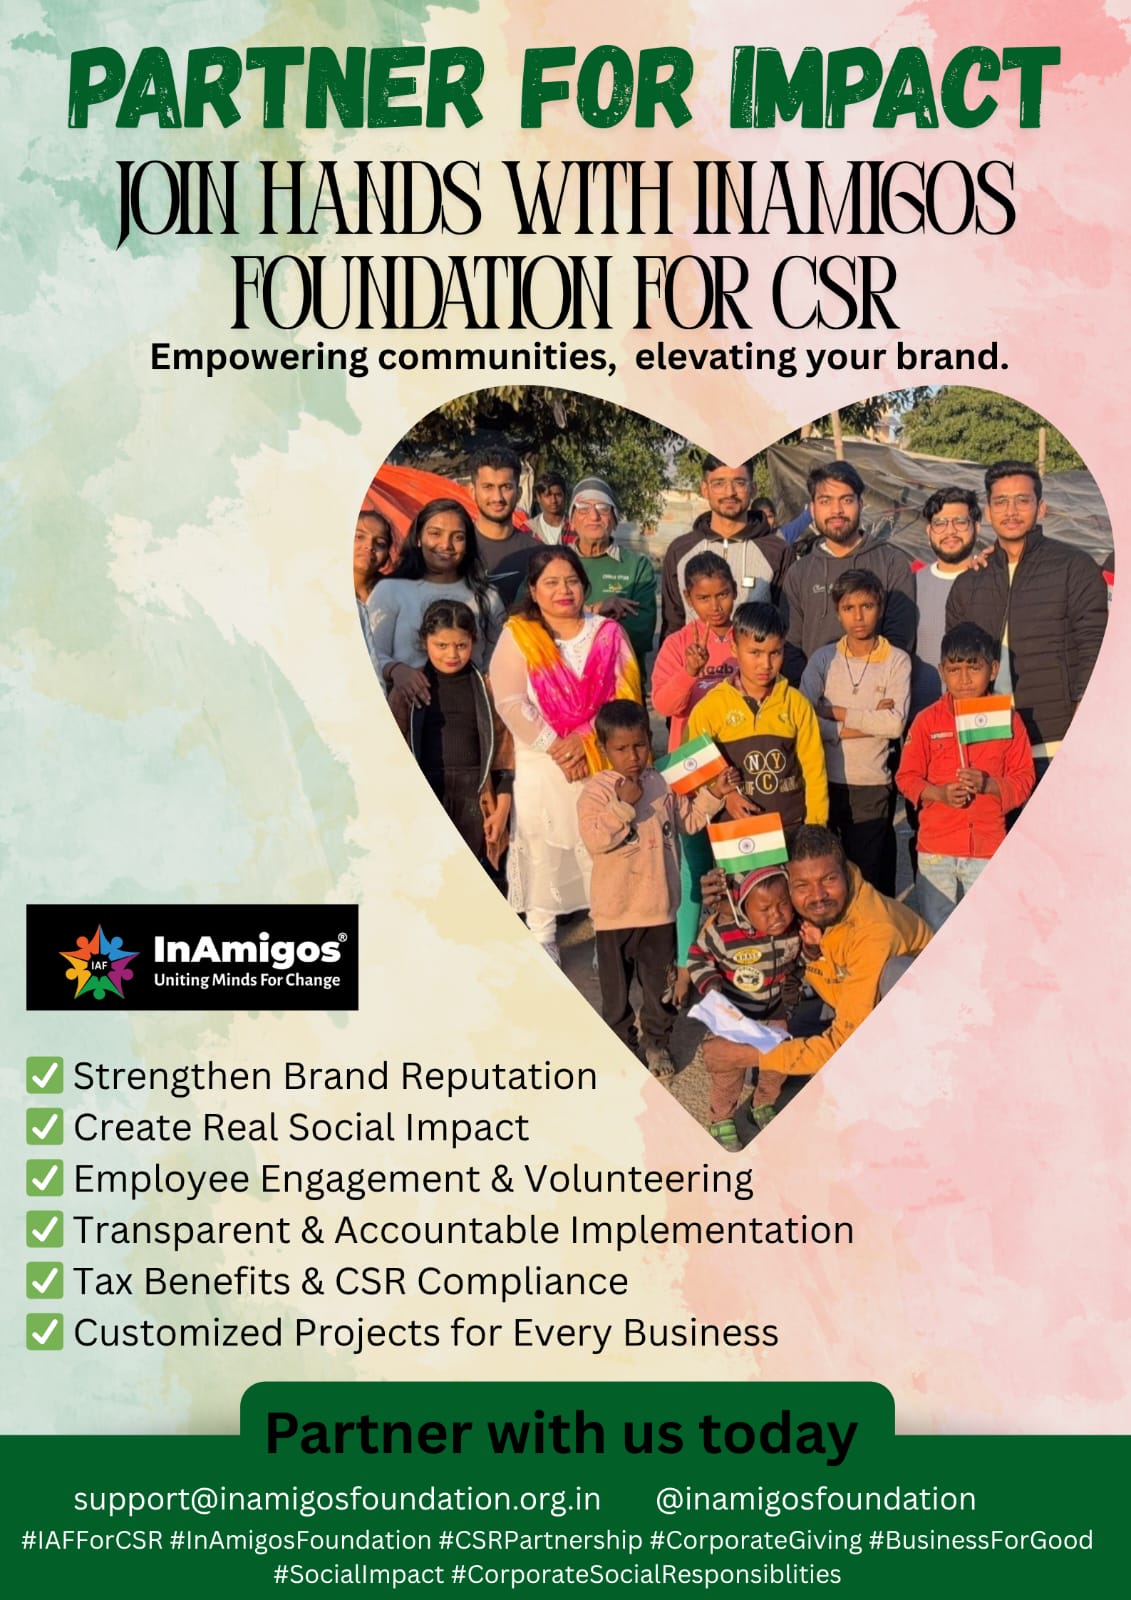 PARTNER FOR IMPACT
JOIN HANDS WITH INAMIGOS
FOUNDATION FOR CSR
Empowering communities, elevating your brand.
NY
C
IAF
InAmigos®
Uniting Minds For Change
✅ Strengthen Brand Reputation
✅ Create Real Social Impact
✅ Employee Engagement & Volunteering
✅ Transparent & Accountable Implementation
✅ Tax Benefits & CSR Compliance
✅ Customized Projects for Every Business
Partner with us today
support@inamigosfoundation.org.in @inamigosfoundation
#IAFForCSR #InAmigosFoundation #CSRPartnership #CorporateGiving #BusinessForGood
#SocialImpact #CorporateSocialResponsiblities